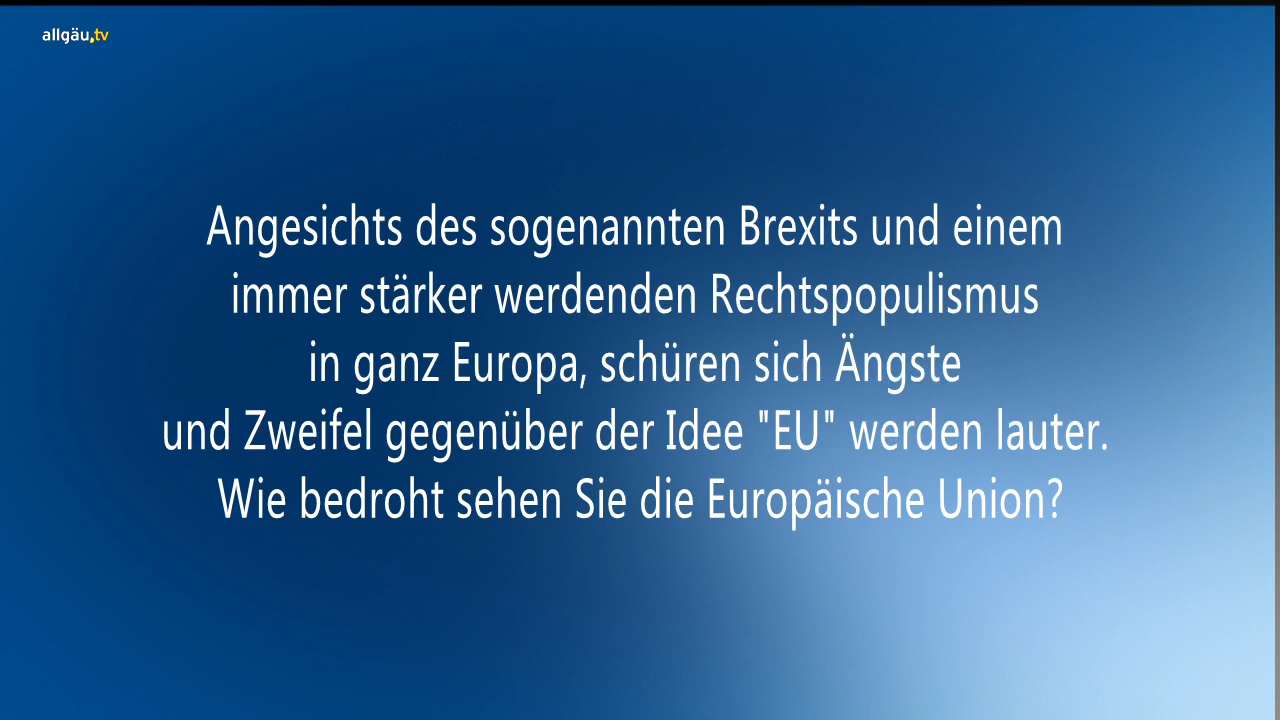 allgäu.tv
Angesichts des sogenannten Brexits und einem
immer stärker werdenden Rechtspopulismus
in ganz Europa, schüren sich Ängste
und Zweifel gegenüber der Idee "EU" werden lauter.
Wie bedroht sehen Sie die Europäische Union?